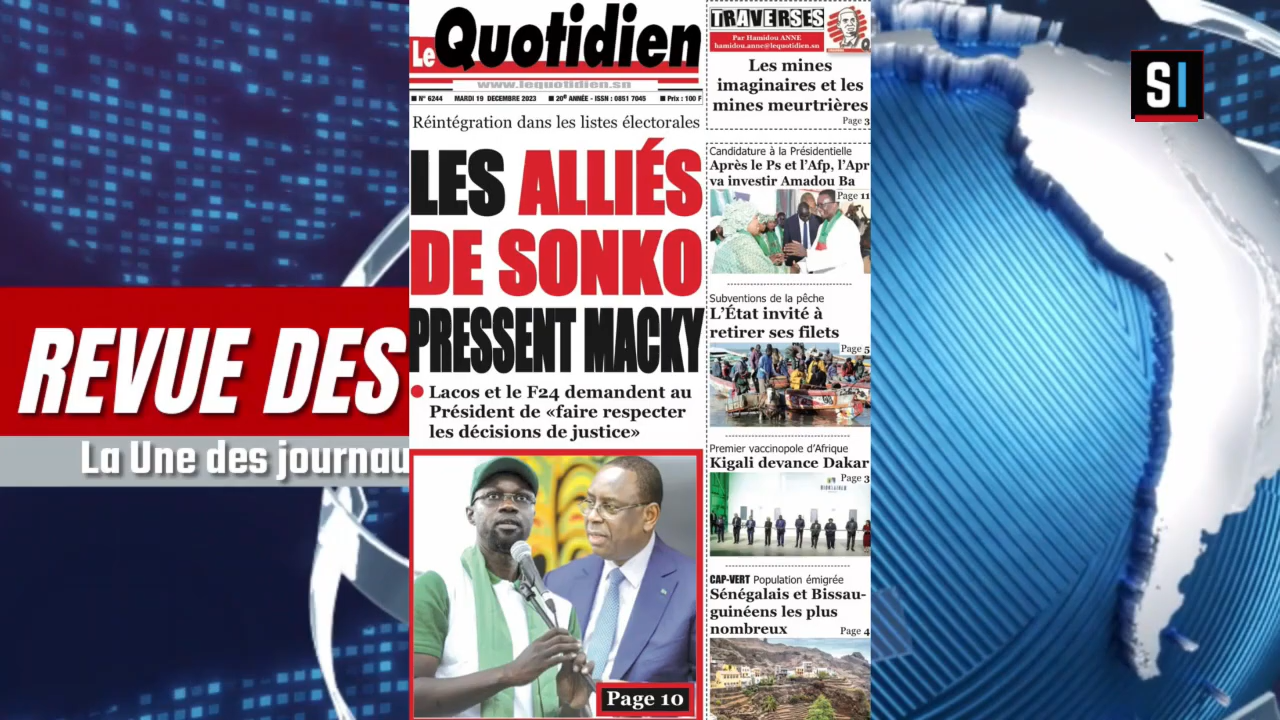 Le Quotidien
www.lequotidien.sn
N° 6244 MARDI 19 DECEMBRE 2023 20e ANNÉE - ISSN : 0851 7045 Prix : 100 F
Réintégration dans les listes électorales
LES ALLIÉS
DE SONKO
PRESSENT MACKY
Lacos et le F24 demandent au
Président de «faire respecter
les décisions de justice»
Page 10
TRAVERSES
Par Hamidou ANNE
hamidou.anne@lequotidien.sn
Les mines
imaginaires et les
mines meurtrières
Page 3
Candidature à la Présidentielle
Après le Ps et l’Afp, l’Apr
va investir Amadou Ba
Page 11
Subventions de la pêche
L’État invité à
retirer ses filets
Page 5
Premier vaccinopole d’Afrique
Kigali devance Dakar
Page 3
CAP-VERT Population émigrée
Sénégalais et Bissau-
guinéens les plus
nombreux
Page 4
REVUE DES
La Une des journau
SI